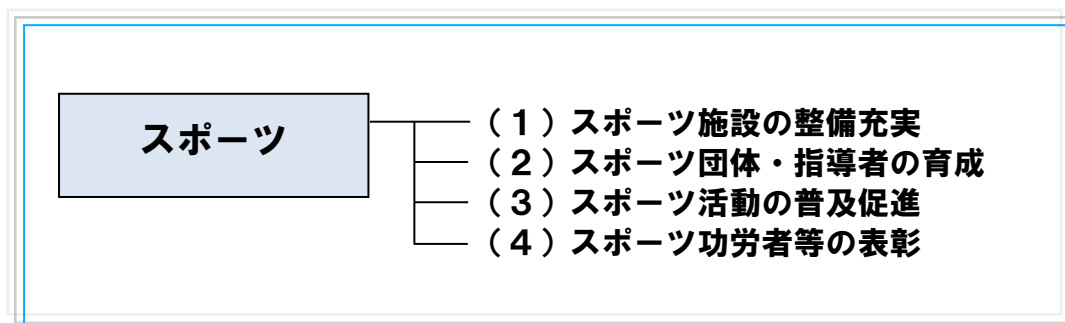 スポーツ
（１）スポーツ施設の整備充実
（２）スポーツ団体・指導者の育成
（３）スポーツ活動の普及促進
（４）スポーツ功労者等の表彰